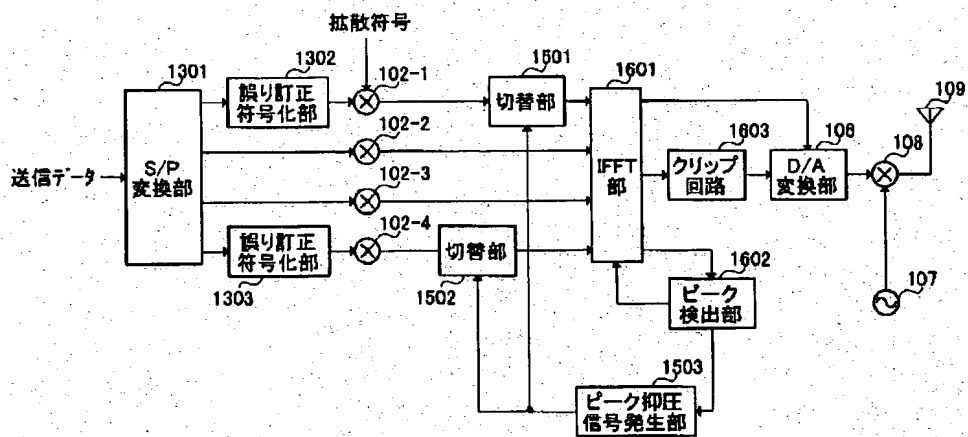 拡散符号
1301
1302
誤り訂正
符号化部
102-1
1501
切替部
1601
109
102-2
1603
106
108
送信データ
S/P
変換部
IFFT
部
クリップ
回路
D/A
変換部
102-3
102-4
誤り訂正
符号化部
1303
切替部
1502
1602
ピーク
検出部
107
1503
ピーク抑圧
信号発生部